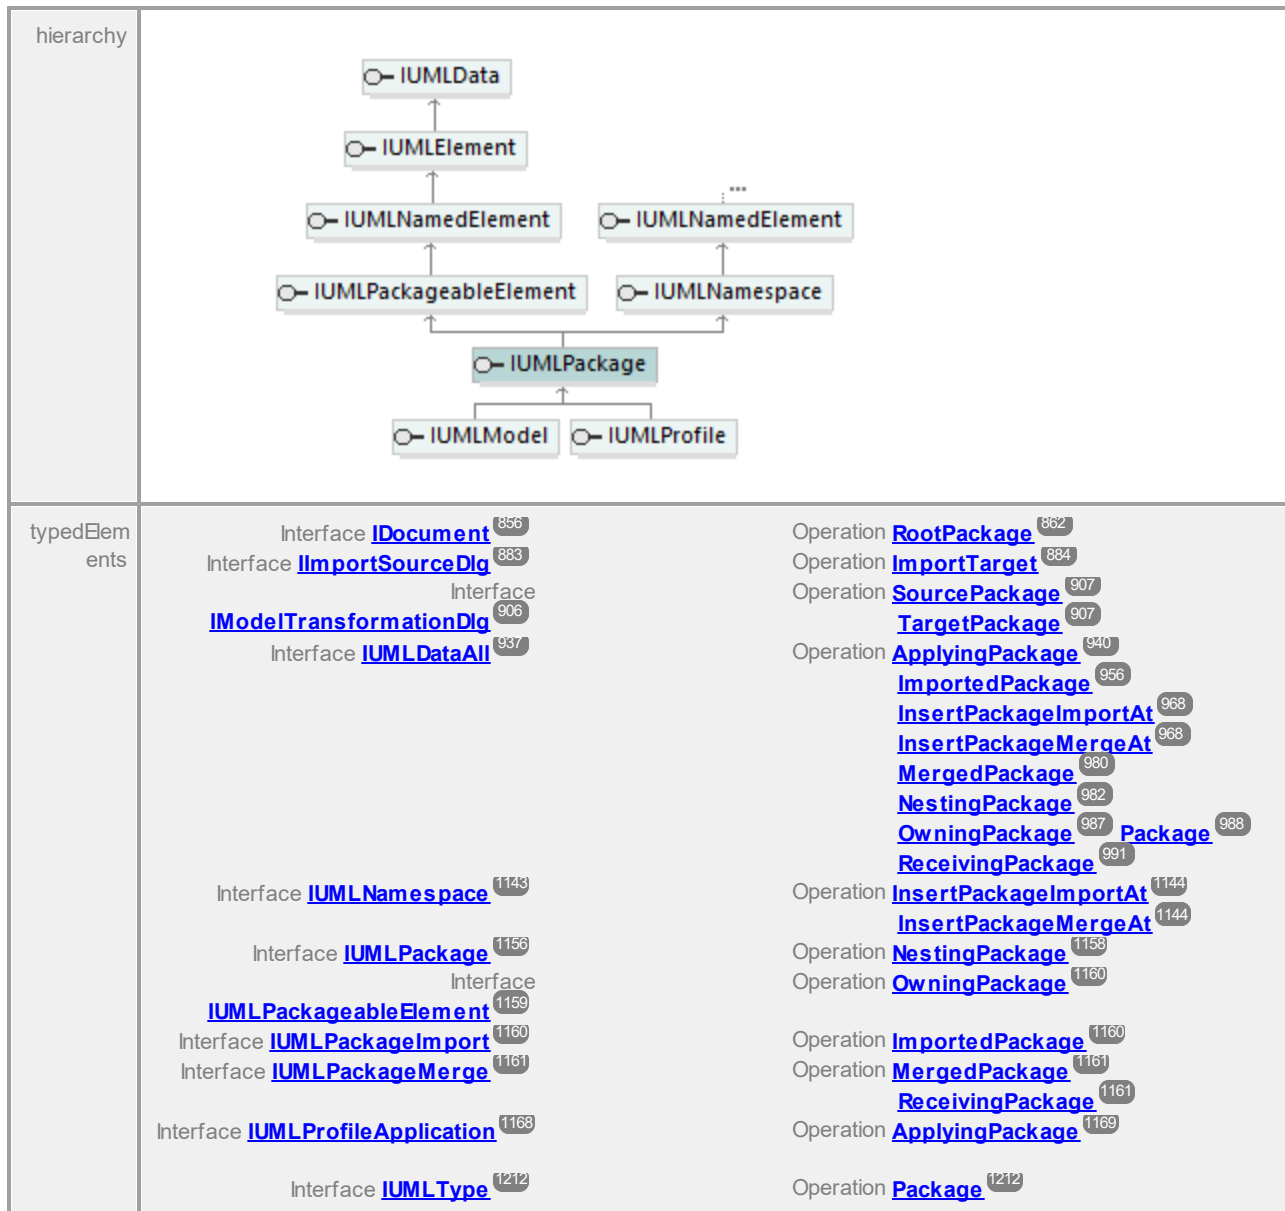 hierarchy
IUMLData
IUMLElement
...
IUMLNamedElement IUMLNamedElement
IUMLPackageableElement IUMLNamespace
IUMLPackage
IUMLModel IUMLProfile
typedElem
ents
Interface IDocument 856 Operation RootPackage 862
Interface IImportSourceDlg 883 Operation ImportTarget 884
Interface Operation SourcePackage 907
IModelTransformationDlg 906 TargetPackage 907
Interface IUMLDataAll 937 Operation ApplyingPackage 940
ImportedPackage 956
InsertPackageImportAt 968
InsertPackageMergeAt 968
MergedPackage 980
NestingPackage 982
OwningPackage 987 Package 988
ReceivingPackage 991
Interface IUMLNamespace 1143 Operation InsertPackageImportAt 1144
InsertPackageMergeAt 1144
Interface IUMLPackage 1156 Operation NestingPackage 1158
Interface Operation OwningPackage 1160
IUMLPackageableElement 1159
Interface IUMLPackageImport 1160 Operation ImportedPackage 1160
Interface IUMLPackageMerge 1161 Operation MergedPackage 1161
ReceivingPackage 1161
Interface IUMLProfileApplication 1168 Operation ApplyingPackage 1169
Interface IUMLType 1212 Operation Package 1212